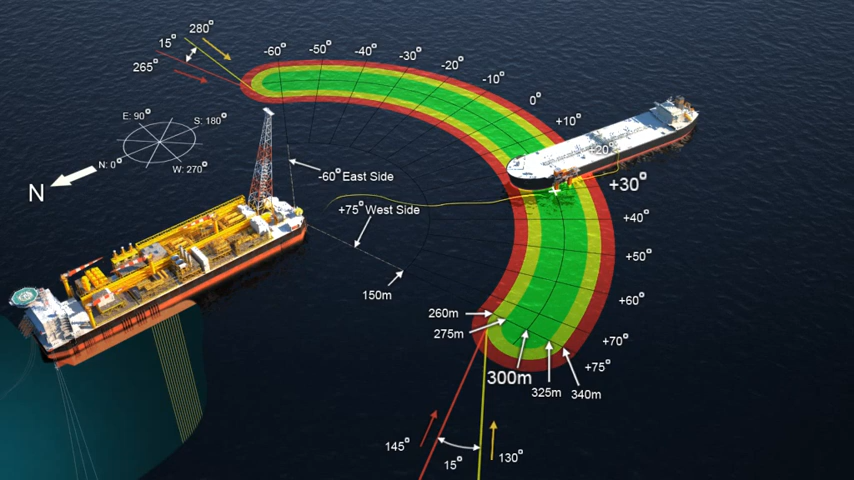 280°
15°
265°
-60°
-50°
-40°
-30°
-20°
-10°
0°
+10°
+20°
+30°
+40°
+50°
+60°
+70°
+75°
E: 90°
S: 180°
N: 0°
W: 270°
N
-60° East Side
+75° West Side
150m
260m
275m
300m
325m
340m
145°
15°
130°